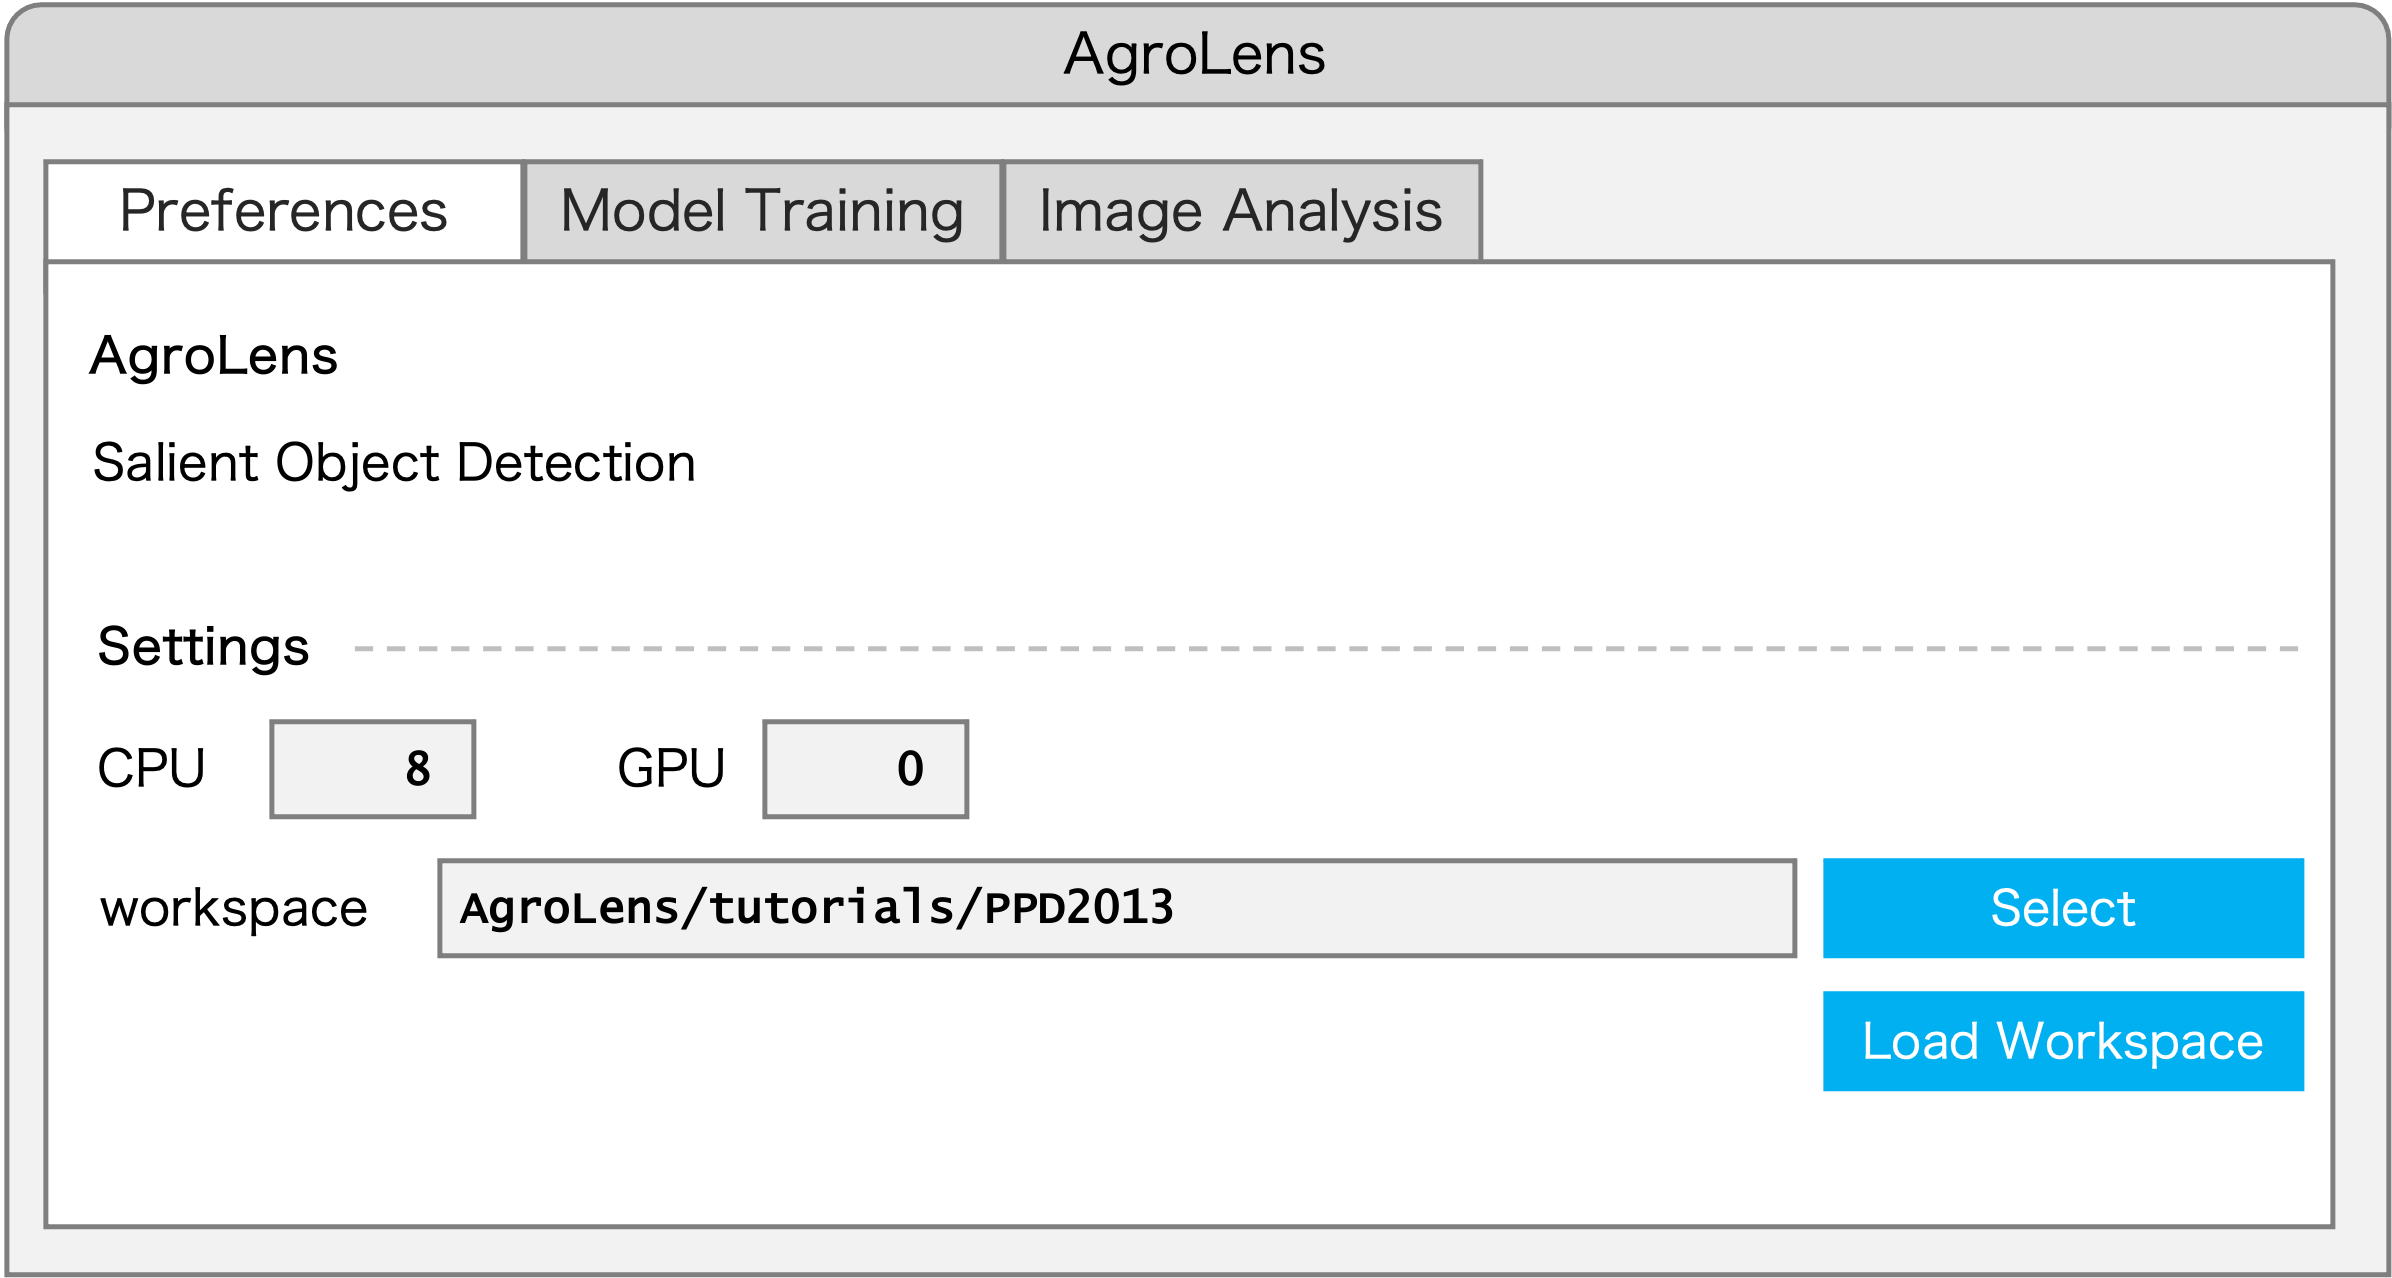 AgroLens
Preferences Model Training Image Analysis
AgroLens
Salient Object Detection
Settings
CPU 8 GPU 0
workspace AgroLens/tutorials/PPD2013 Select
Load Workspace